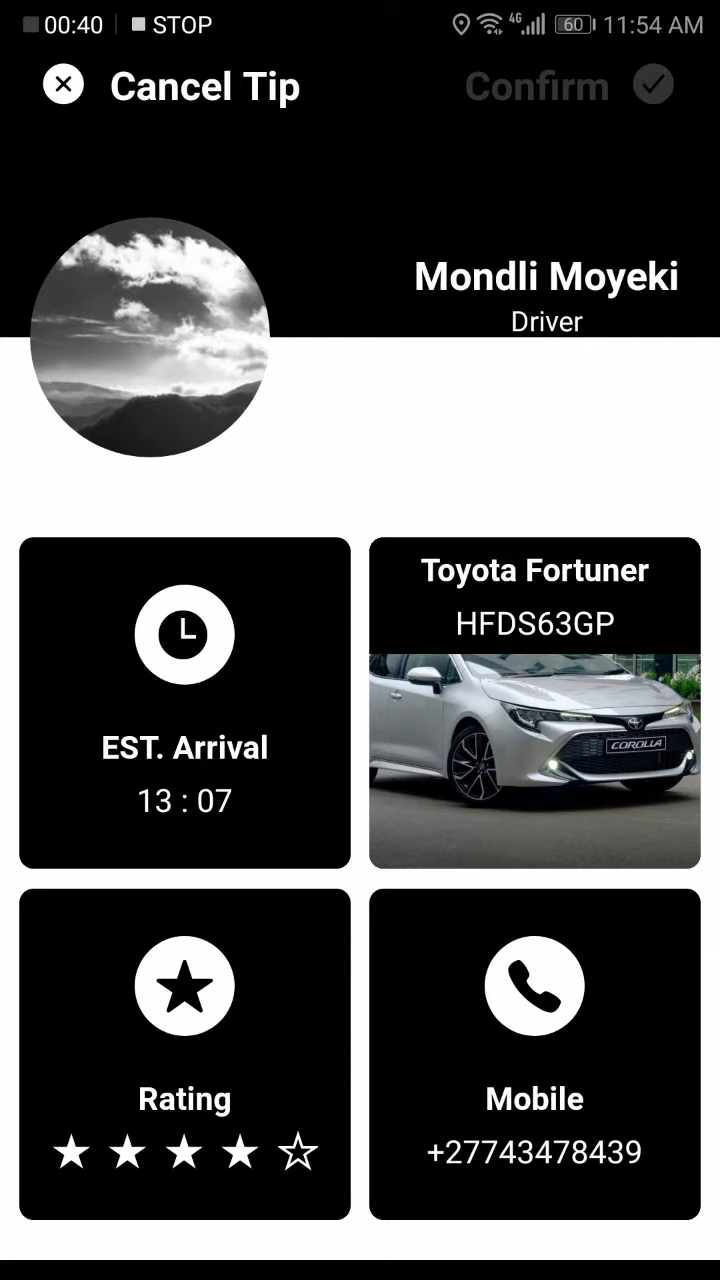 00:40 STOP 4G 60 11:54 AM
Cancel Tip Confirm
Mondli Moyeki
Driver
Toyota Fortuner
HFDS63GP
COROLLA
EST. Arrival
13 : 07
Rating
Mobile
+27743478439